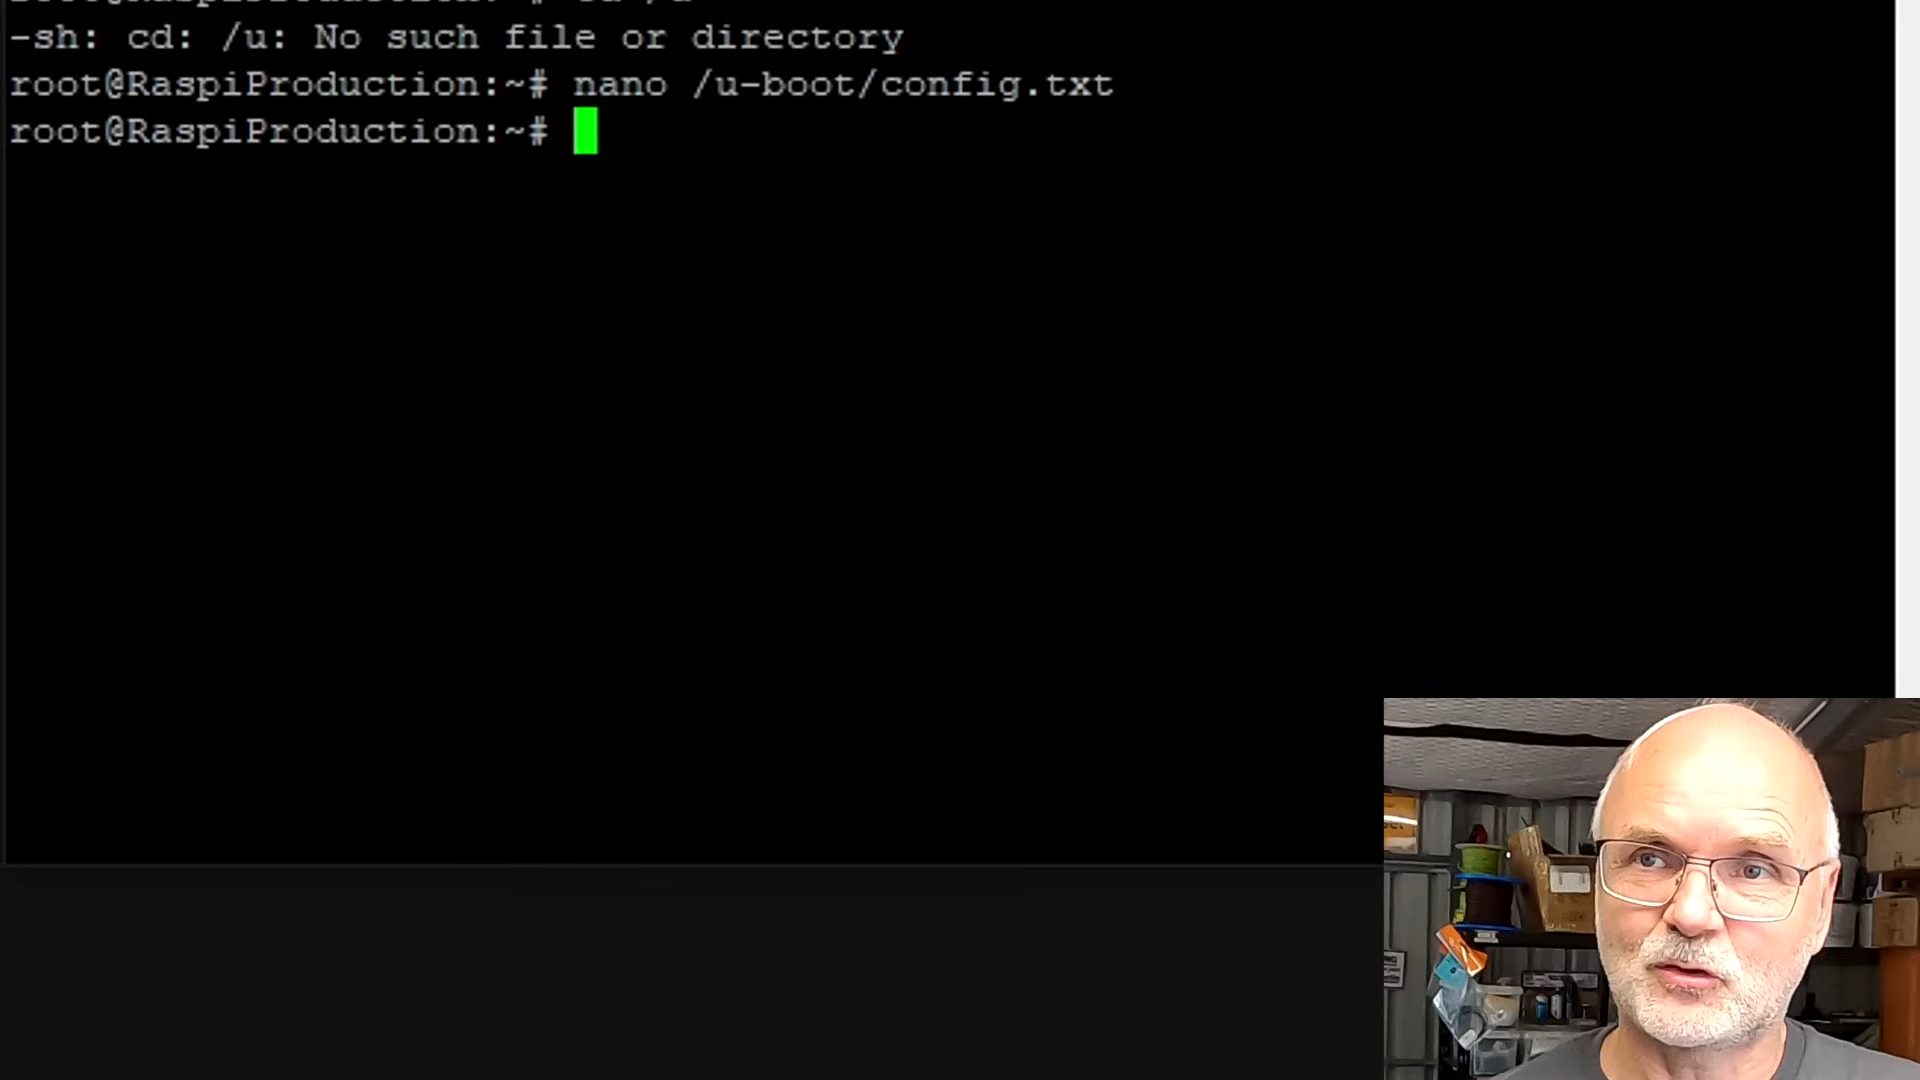 -sh: cd: /u: No such file or directory
root@RaspiProduction:~# nano /u-boot/config.txt
root@RaspiProduction:~#